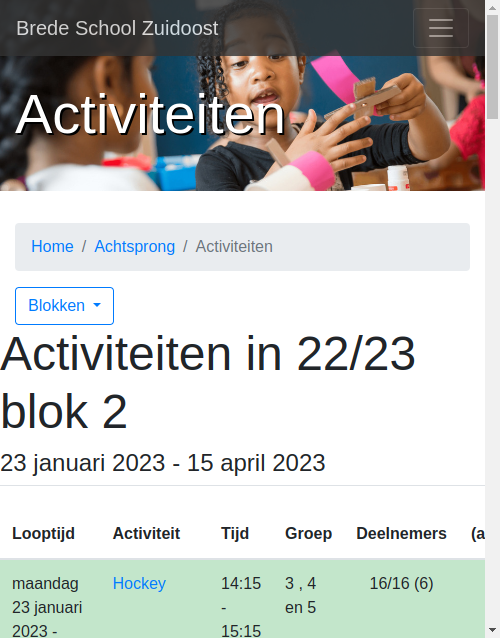 Brede School Zuidoost
Activiteiten
Home / Achtsprong / Activiteiten
Blokken
Activiteiten in 22/23
blok 2
23 januari 2023 - 15 april 2023
Looptijd Activiteit Tijd Groep Deelnemers (a
maandag Hockey 14:15 3 , 4 16/16 (6)
23 januari - en 5
2023 - 15:15